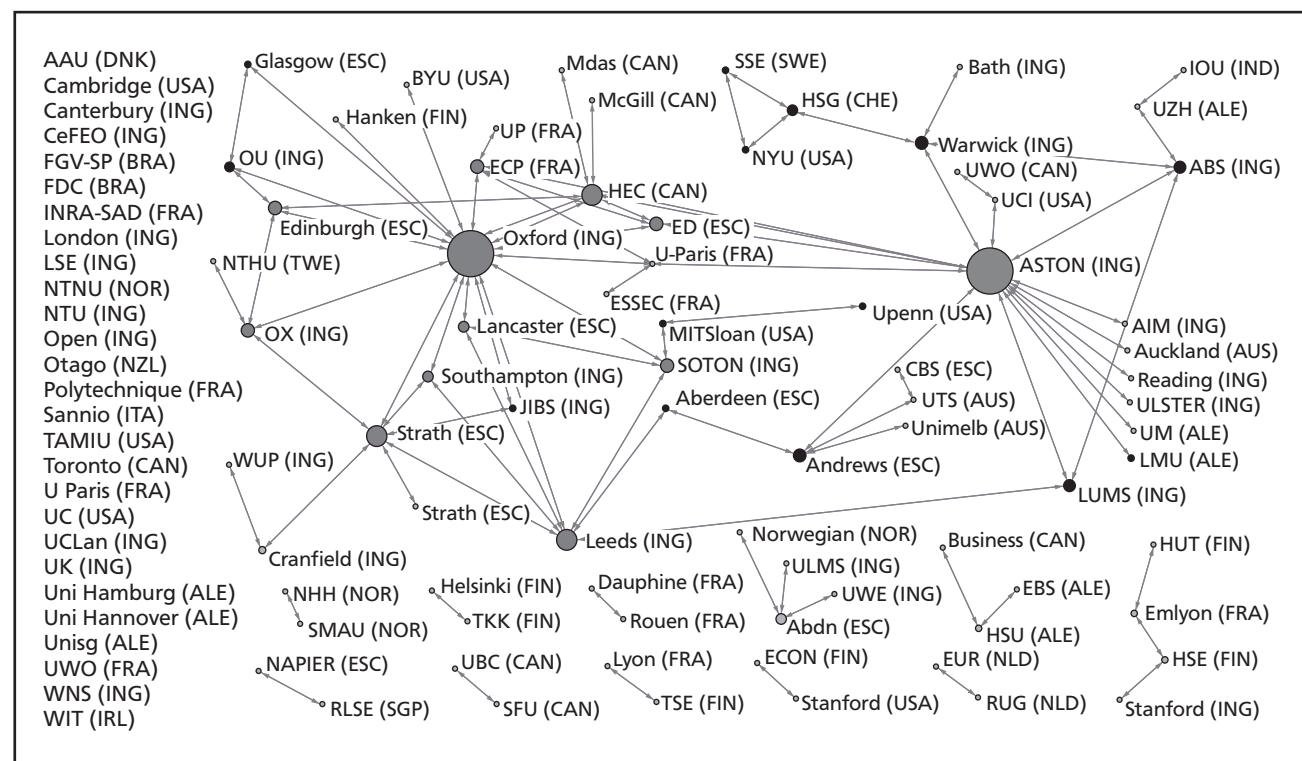 AAU (DNK)
Cambridge (USA)
Canterbury (ING)
CeFEO (ING)
FGV-SP (BRA)
FDC (BRA)
INRA-SAD (FRA)
London (ING)
LSE (ING)
NTNU (NOR)
NTU (ING)
Open (ING)
Otago (NZL)
Polytechnique (FRA)
Sannio (ITA)
TAMIU (USA)
Toronto (CAN)
U Paris (FRA)
UC (USA)
UCLan (ING)
UK (ING)
Uni Hamburg (ALE)
Uni Hannover (ALE)
Unisg (ALE)
UWO (FRA)
WNS (ING)
WIT (IRL)
Glasgow (ESC)
BYU (USA)
Hanken (FIN)
OU (ING)
Edinburgh (ESC)
NTHU (TWE)
OX (ING)
UP (FRA)
ECP (FRA)
Mdas (CAN)
McGill (CAN)
HEC (CAN)
ED (ESC)
Oxford (ING)
U-Paris (FRA)
ESSEC (FRA)
SSE (SWE)
HSG (CHE)
NYU (USA)
Bath (ING)
Warwick (ING)
UWO (CAN)
UCI (USA)
IOU (IND)
UZH (ALE)
ABS (ING)
ASTON (ING)
Lancaster (ESC)
MITSloan (USA)
Upenn (USA)
SOTON (ING)
Southampton (ING)
JIBS (ING)
Aberdeen (ESC)
Strath (ESC)
CBS (ESC)
UTS (AUS)
Unimelb (AUS)
Andrews (ESC)
AIM (ING)
Auckland (AUS)
Reading (ING)
ULSTER (ING)
UM (ALE)
LMU (ALE)
LUMS (ING)
WUP (ING)
Cranfield (ING)
Strath (ESC)
Leeds (ING)
Norwegian (NOR)
ULMS (ING)
UWE (ING)
Abdn (ESC)
Business (CAN)
EBS (ALE)
HSU (ALE)
HUT (FIN)
Emlyon (FRA)
HSE (FIN)
Stanford (ING)
NHH (NOR)
SMAU (NOR)
Helsinki (FIN)
TKK (FIN)
Dauphine (FRA)
Rouen (FRA)
NAPIER (ESC)
RLSE (SGP)
UBC (CAN)
SFU (CAN)
Lyon (FRA)
TSE (FIN)
ECON (FIN)
Stanford (USA)
EUR (NLD)
RUG (NLD)